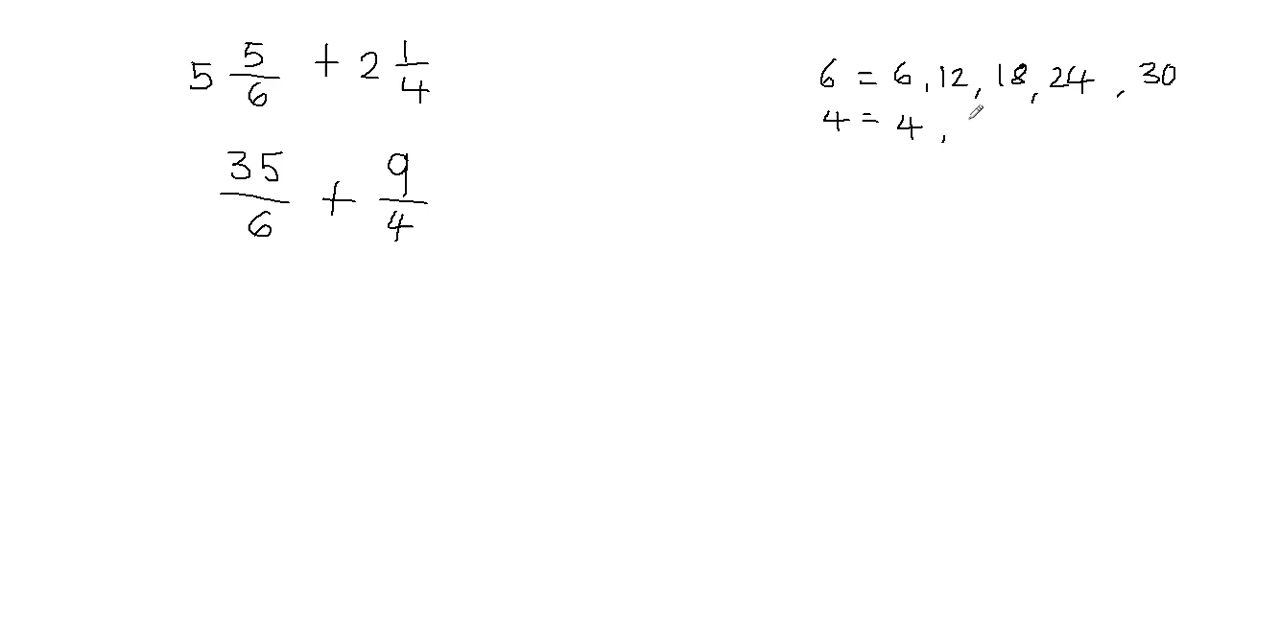 5 5/6 + 2 1/4
35/6 + 9/4
6 = 6, 12, 18, 24, 30
4 = 4,